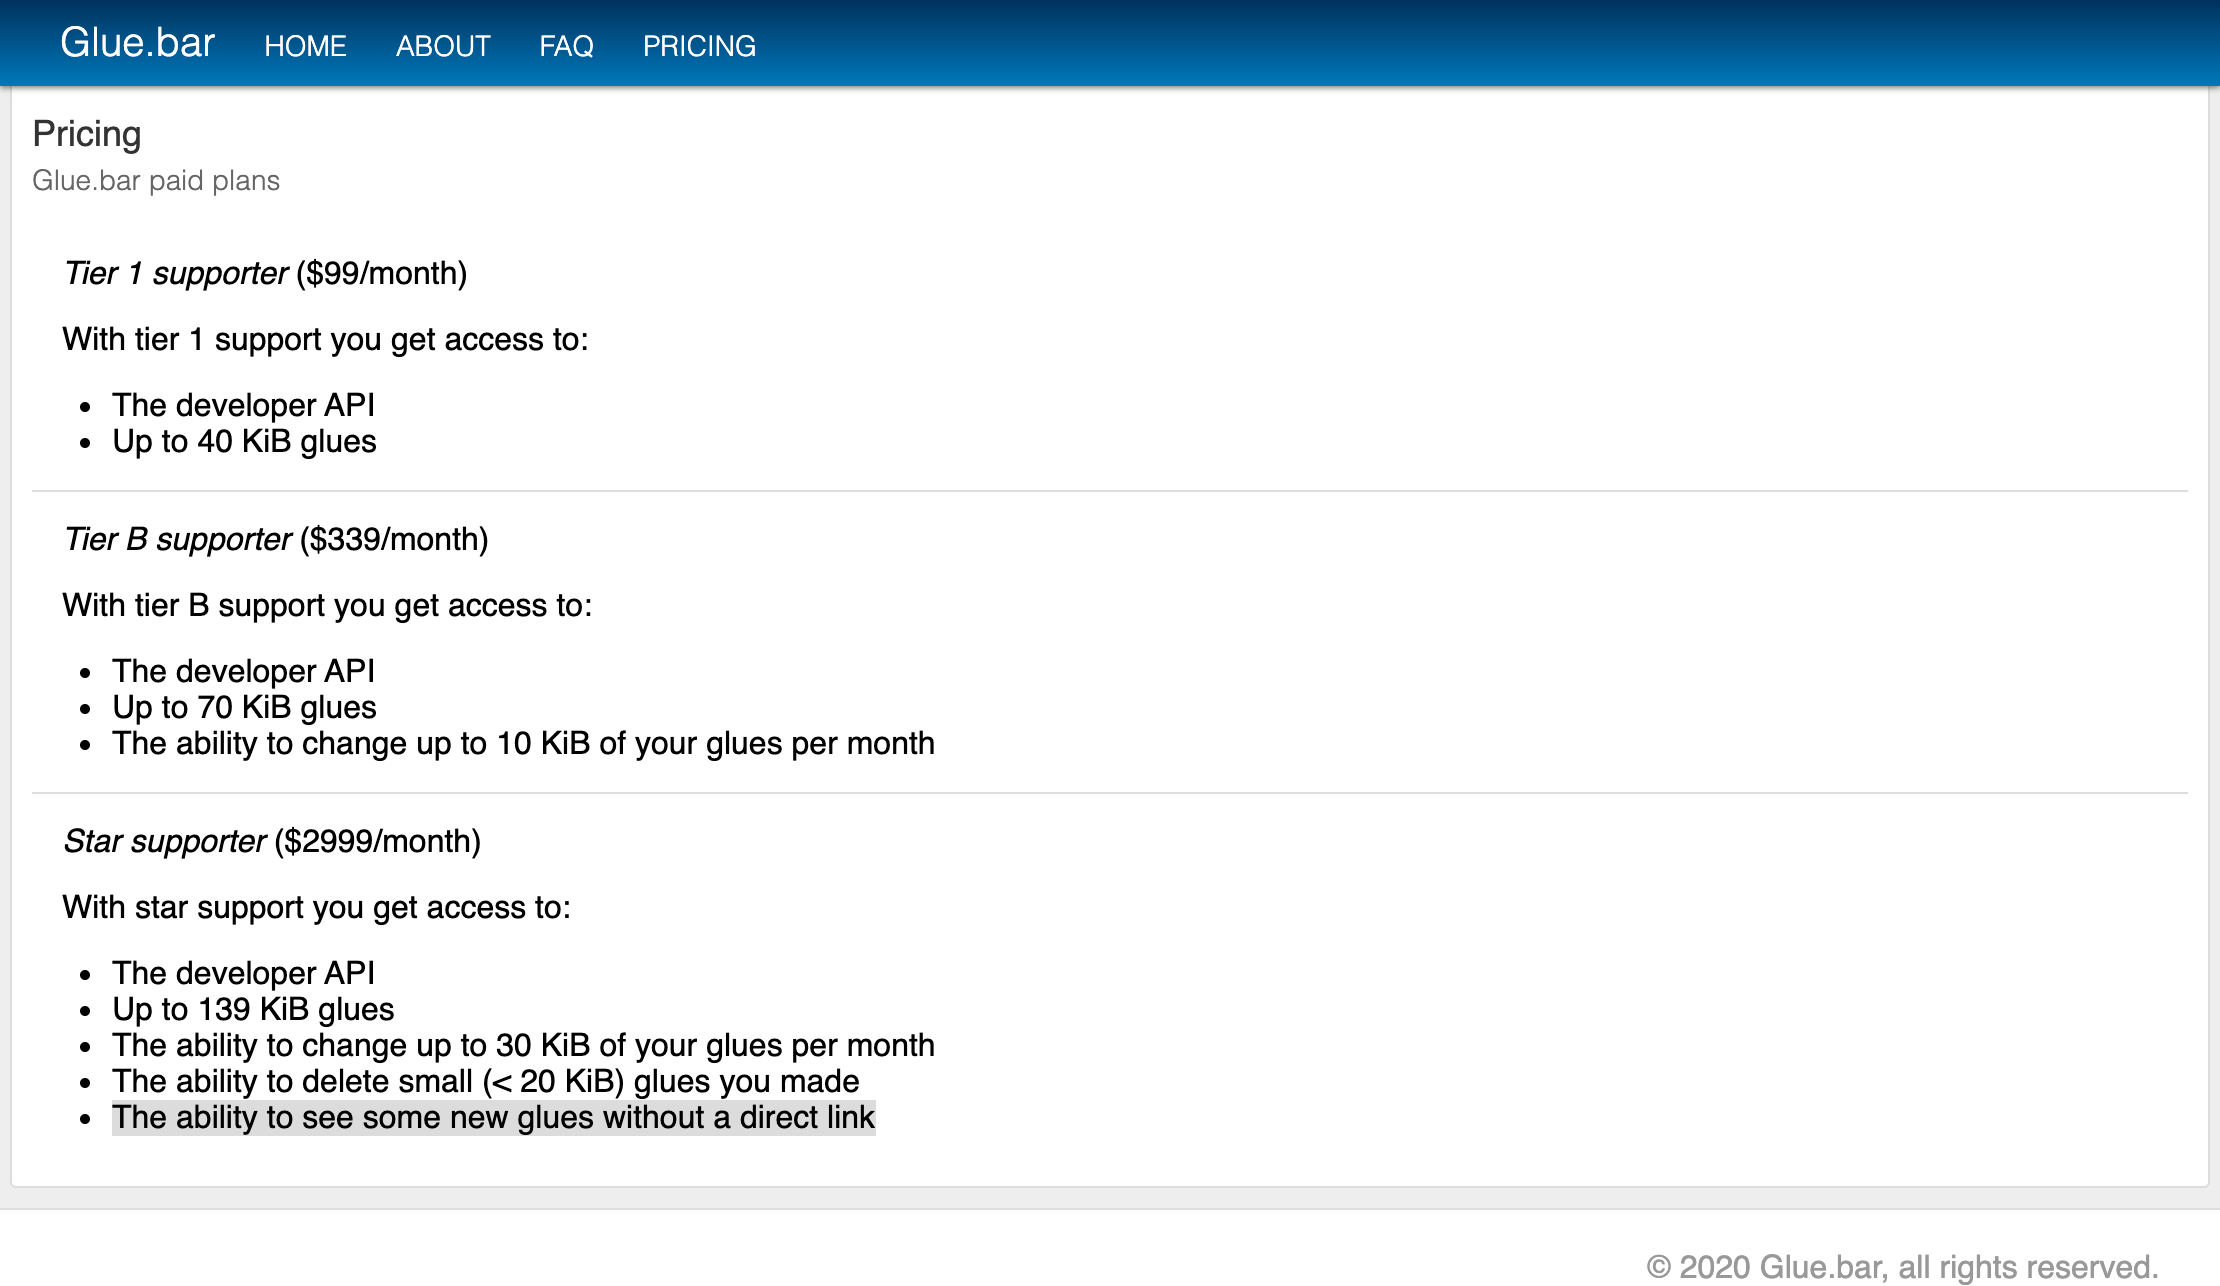 Glue.bar HOME ABOUT FAQ PRICING
Pricing
Glue.bar paid plans
Tier 1 supporter ($99/month)
With tier 1 support you get access to:
• The developer API
• Up to 40 KiB glues
Tier B supporter ($339/month)
With tier B support you get access to:
• The developer API
• Up to 70 KiB glues
• The ability to change up to 10 KiB of your glues per month
Star supporter ($2999/month)
With star support you get access to:
• The developer API
• Up to 139 KiB glues
• The ability to change up to 30 KiB of your glues per month
• The ability to delete small (< 20 KiB) glues you made
• The ability to see some new glues without a direct link
© 2020 Glue.bar, all rights reserved.